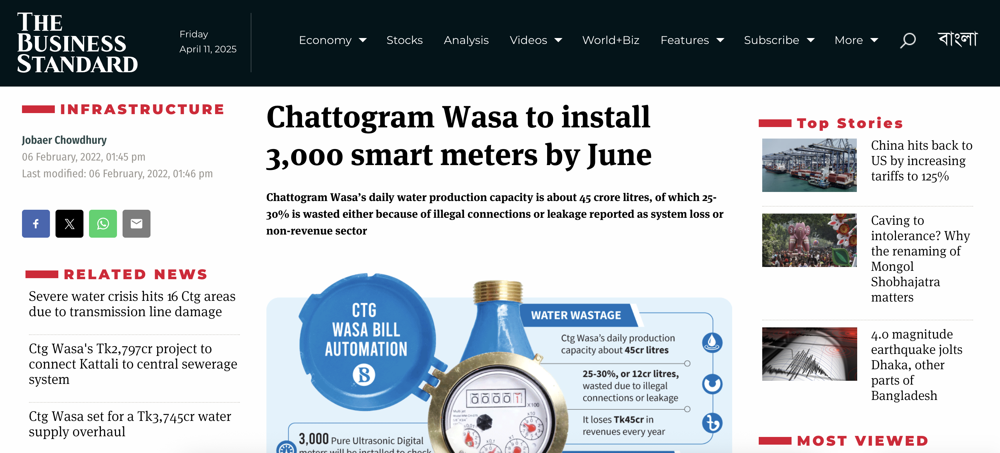 THE
BUSINESS
STANDARD
Friday
April 11, 2025
Economy
Stocks
Analysis
Videos
World+Biz
Features
Subscribe
More
বাংলা
INFRASTRUCTURE
Jobaer Chowdhury
06 February, 2022, 01:45 pm
Last modified: 06 February, 2022, 01:46 pm
RELATED NEWS
Severe water crisis hits 16 Ctg areas
due to transmission line damage
Ctg Wasa's Tk2,797cr project to
connect Kattali to central sewerage
system
Ctg Wasa set for a Tk3,745cr water
supply overhaul
Chattogram Wasa to install
3,000 smart meters by June
Chattogram Wasa’s daily water production capacity is about 45 crore litres, of which 25-
30% is wasted either because of illegal connections or leakage reported as system loss or
non-revenue sector
CTG
WASA BILL
AUTOMATION
WATER WASTAGE
Ctg Wasa’s daily production
capacity about 45cr litres
25-30%, or 12cr litres,
wasted due to illegal
connections or leakage
It loses Tk45cr in
revenues every year
00001
X100
Multi jet
Model WM-CH-075
5/8"X3/4"
x10
x0,01
x0,1
x1
3,000 Pure Ultrasonic Digital
meters will be installed to check
Top Stories
China hits back to
US by increasing
tariffs to 125%
Caving to
intolerance? Why
the renaming of
Mongol
Shobhajatra
matters
4.0 magnitude
earthquake jolts
Dhaka, other
parts of
Bangladesh
MOST VIEWED